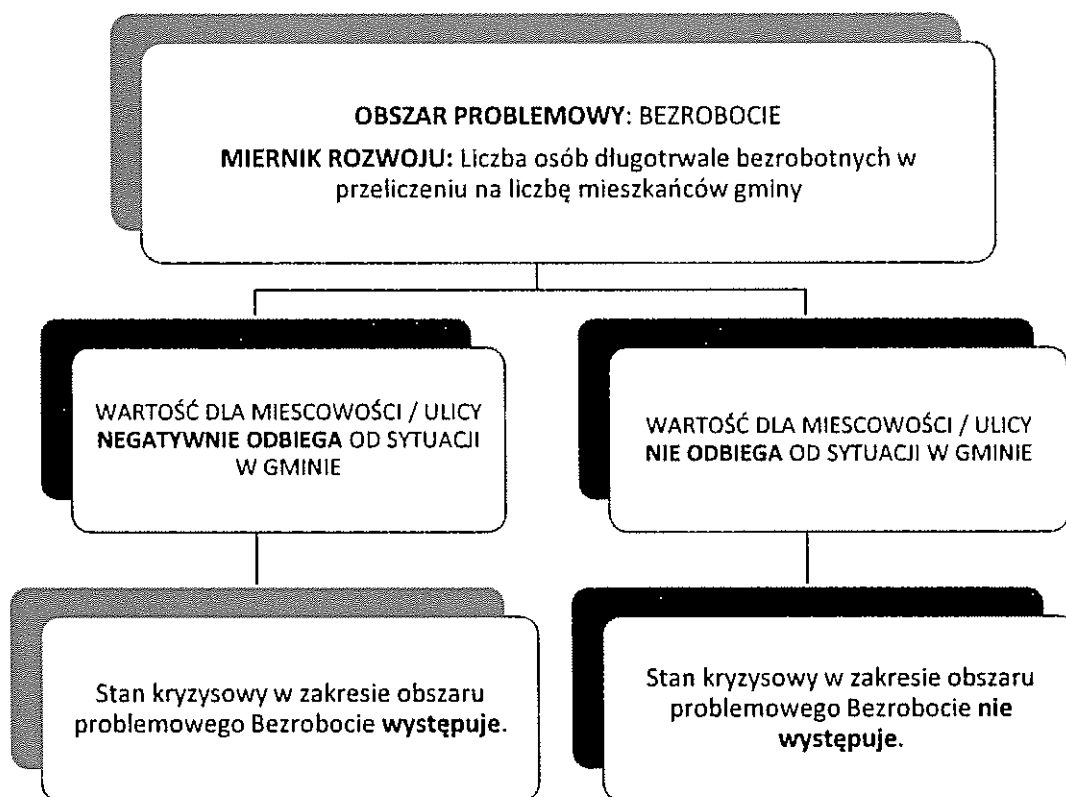 OBSZAR PROBLEMOWY: BEZROBOCIE
MIERNIK ROZWOJU: Liczba osób długotrwale bezrobotnych w
przeliczeniu na liczbę mieszkańców gminy
WARTOŚĆ DLA MIESCOWOŚCI / ULICY
NEGATYWNIE ODBIEGA OD SYTUACJI
W GMINIE
WARTOŚĆ DLA MIESCOWOŚCI / ULICY
NIE ODBIEGA OD SYTUACJI W GMINIE
Stan kryzysowy w zakresie obszaru
problemowego Bezrobocie występuje.
Stan kryzysowy w zakresie obszaru
problemowego Bezrobocie nie
występuje.